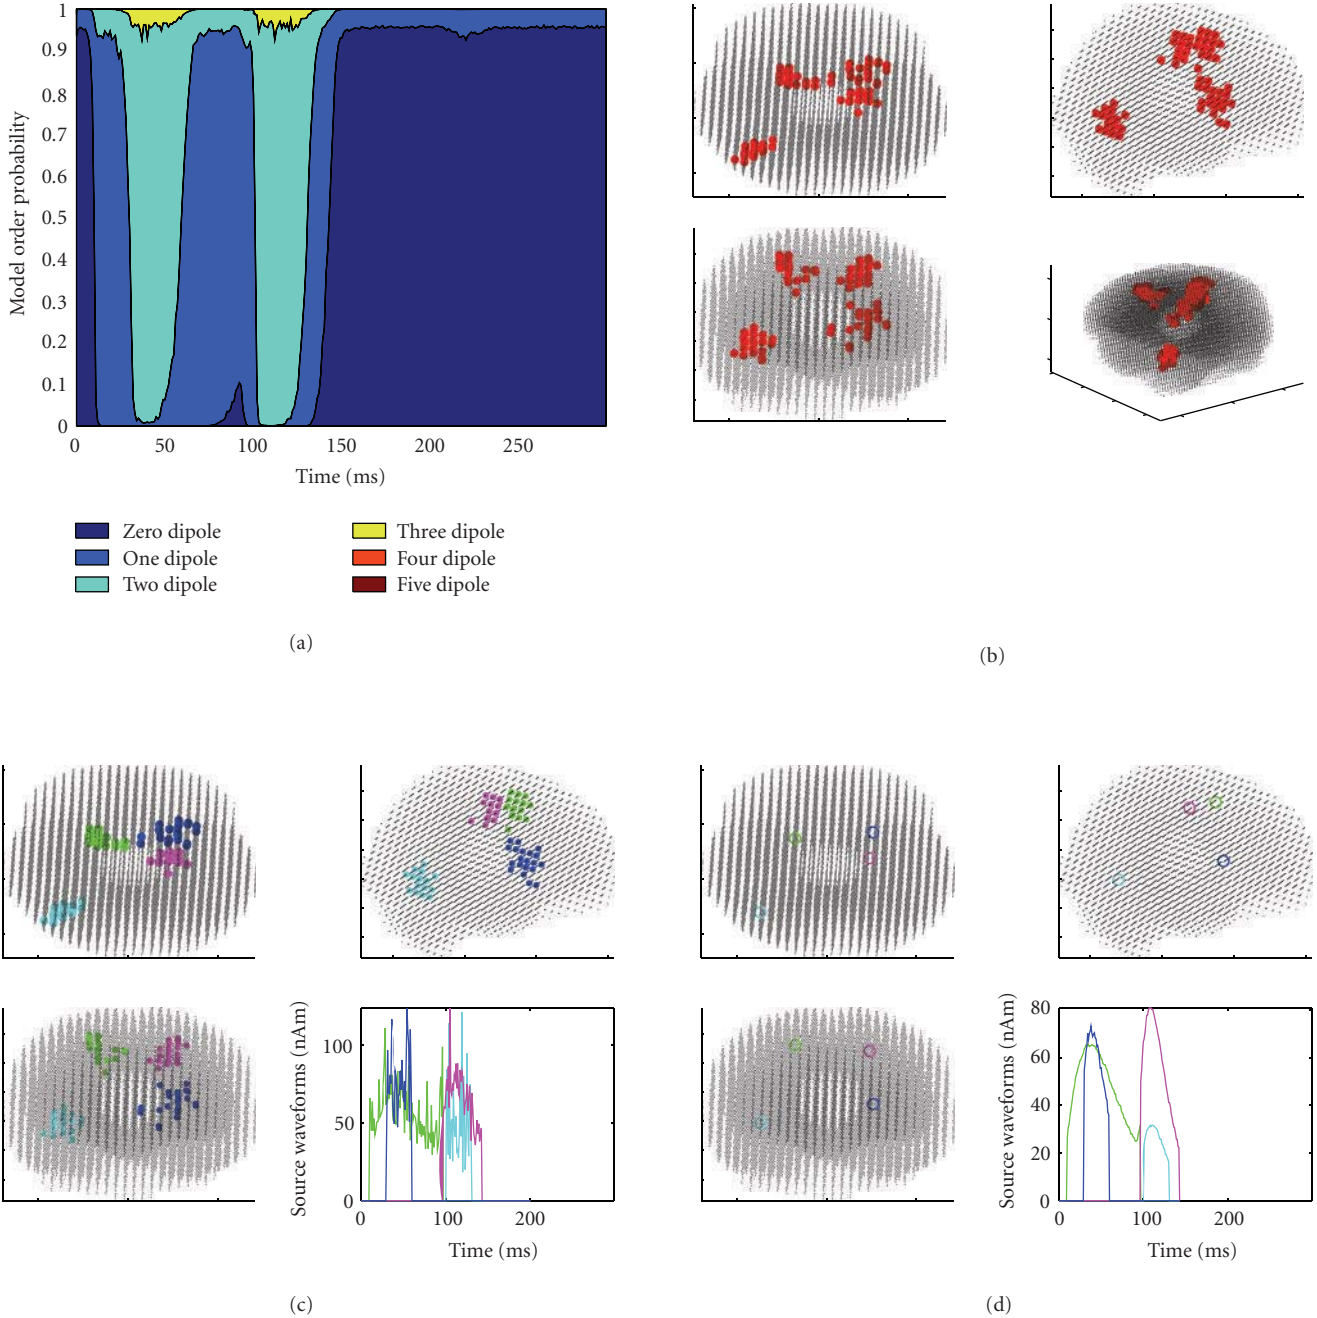 1
0.9
0.8
0.7
0.6
0.5
0.4
0.3
0.2
0.1
0
Model order probability
0 50 100 150 200 250
Time (ms)
Zero dipole
One dipole
Two dipole
Three dipole
Four dipole
Five dipole
(a)
(b)
Source waveforms (nAm)
100
50
0
0 100 200
Time (ms)
(c)
Source waveforms (nAm)
80
60
40
20
0
0 100 200
Time (ms)
(d)